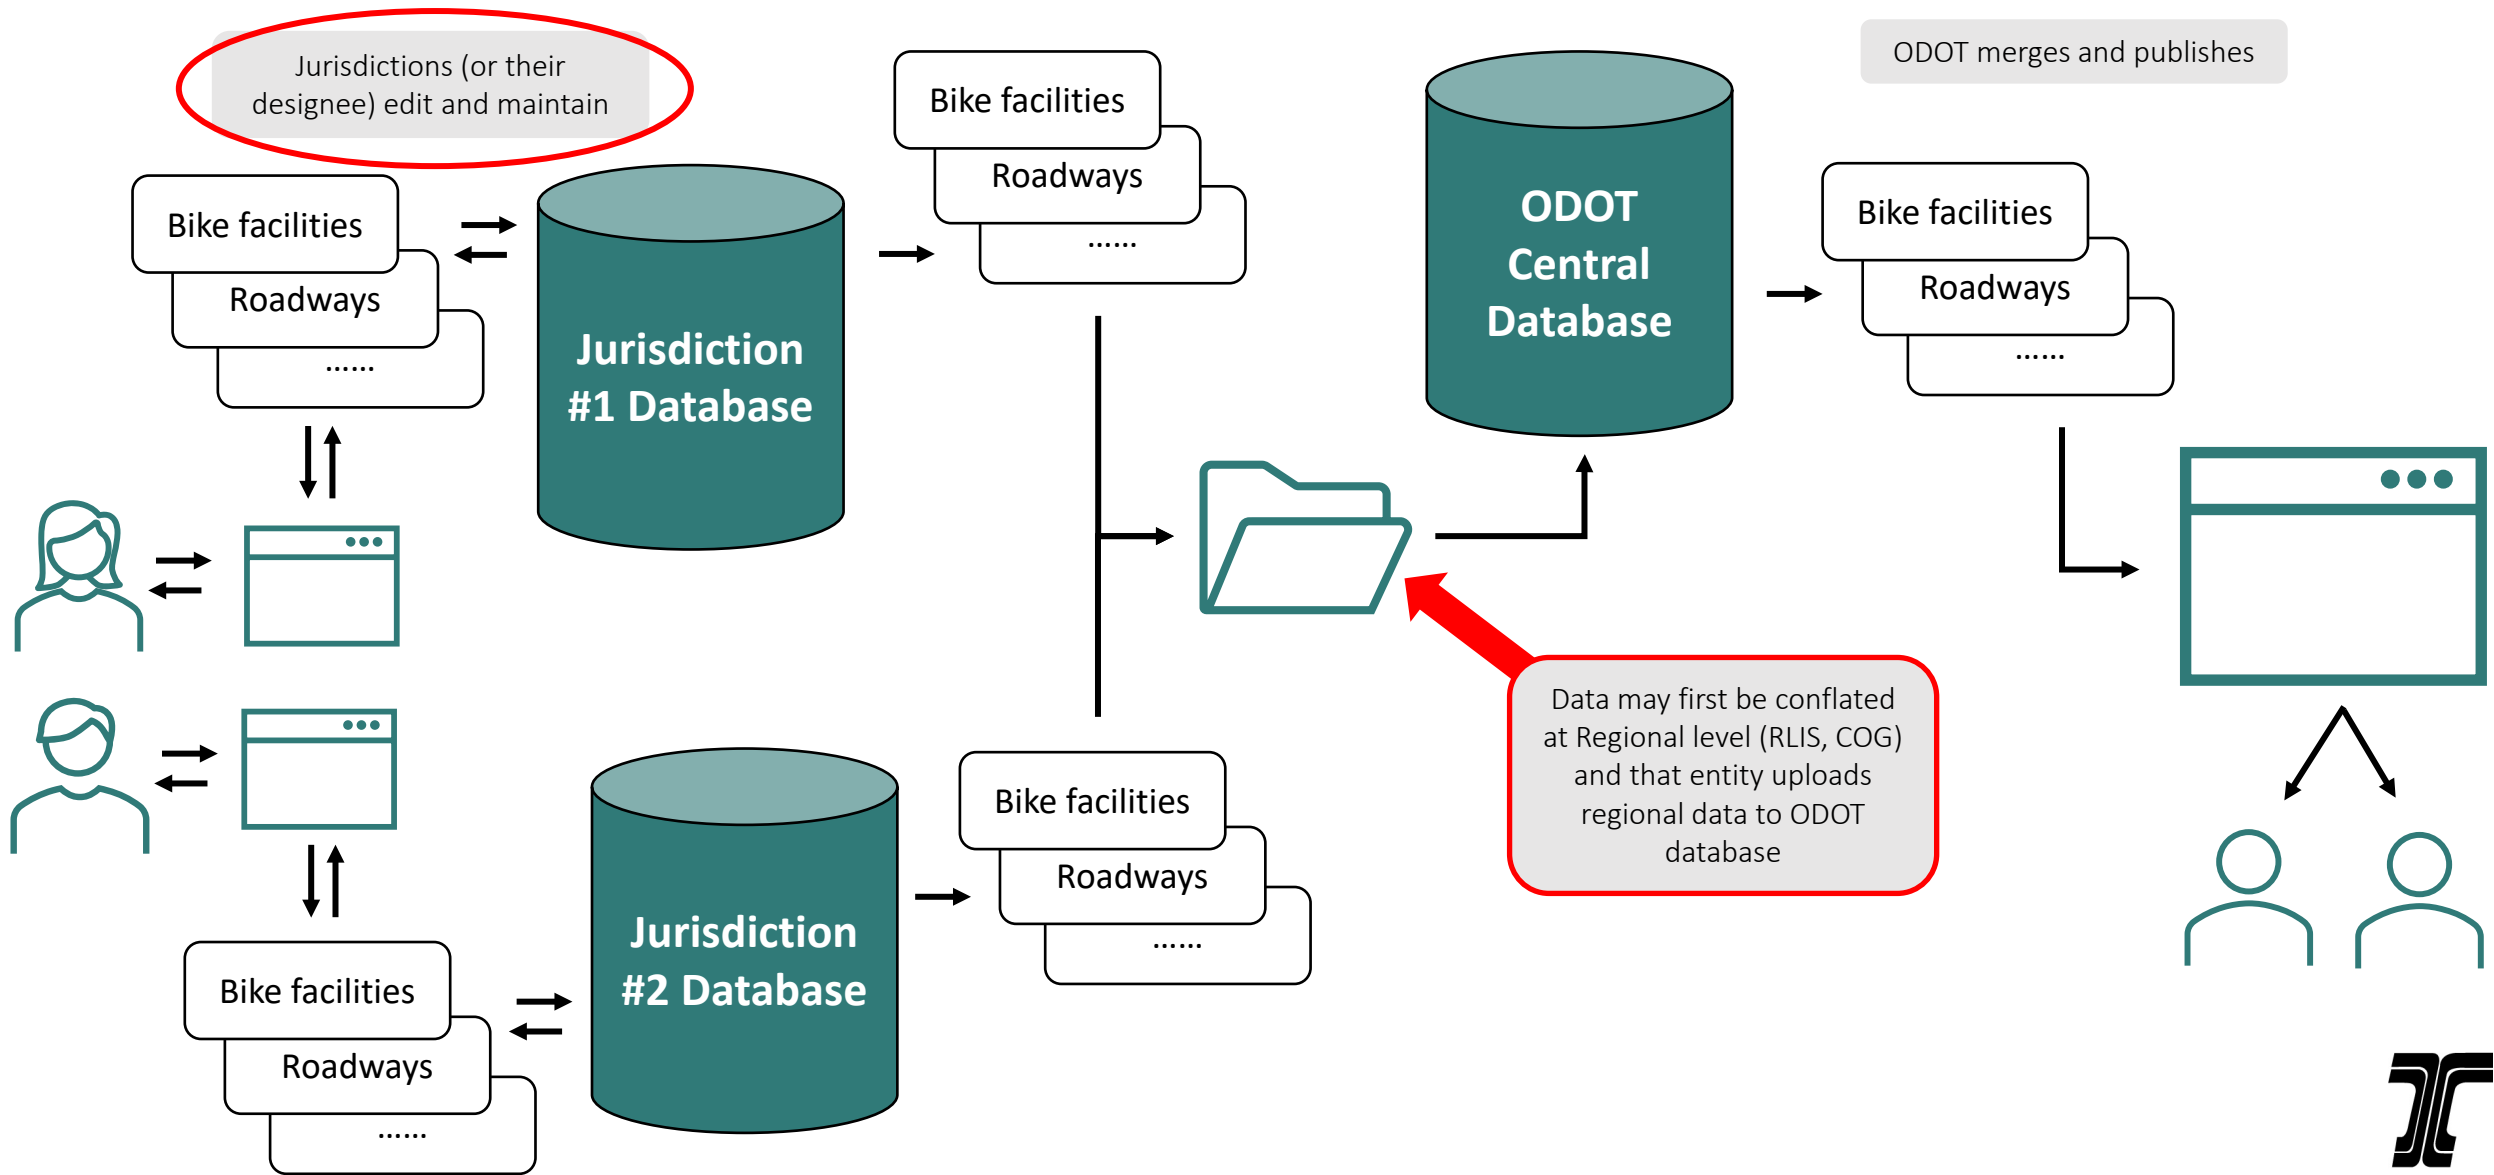 Jurisdictions (or their
designee) edit and maintain
Bike facilities
Roadways
......
Jurisdiction
#1 Database
Bike facilities
Roadways
......
ODOT
Central
Database
ODOT merges and publishes
Bike facilities
Roadways
......
Data may first be conflated
at Regional level (RLIS, COG)
and that entity uploads
regional data to ODOT
database
Bike facilities
Roadways
......
Jurisdiction
#2 Database
Bike facilities
Roadways
......